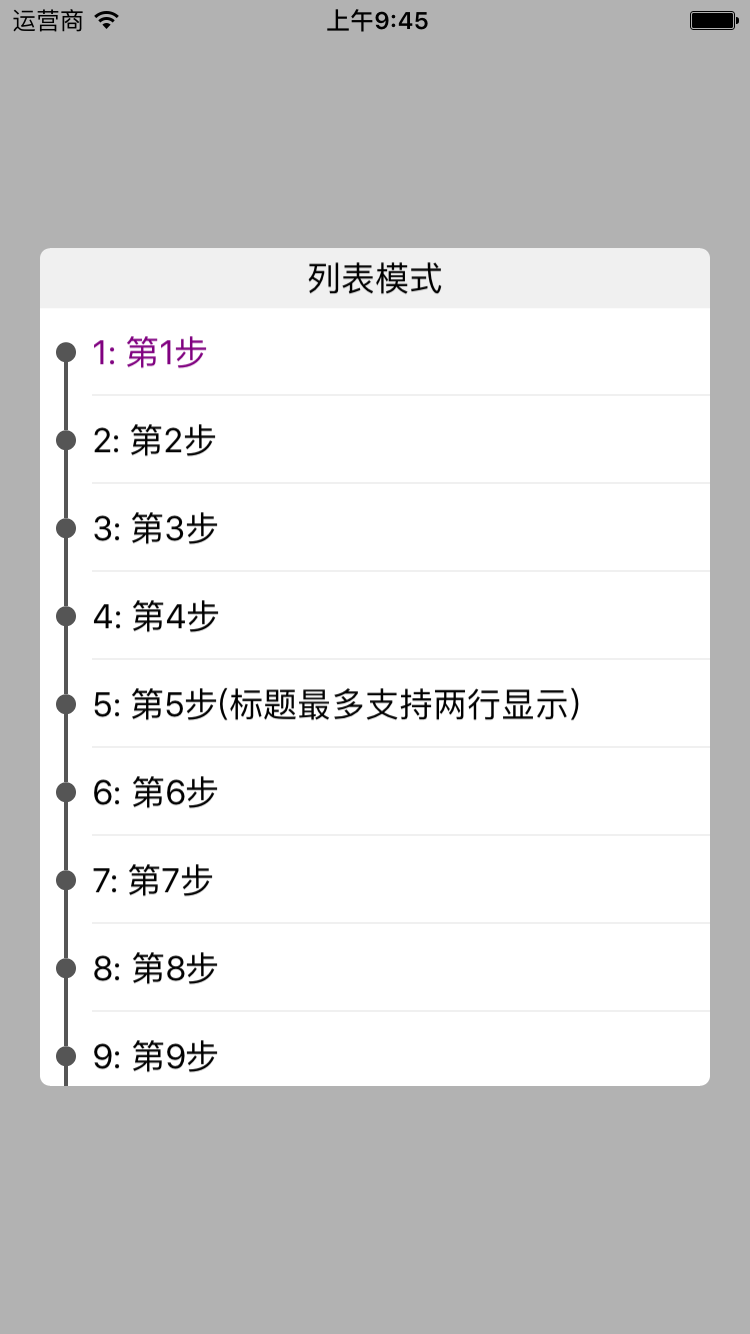 运营商
上午9:45
列表模式
1: 第1步
2: 第2步
3: 第3步
4: 第4步
5: 第5步(标题最多支持两行显示)
6: 第6步
7: 第7步
8: 第8步
9: 第9步